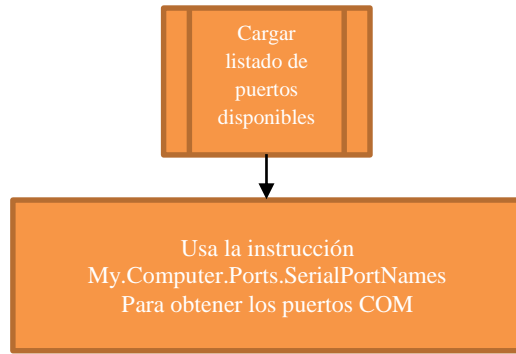 Cargar
listado de
puertos
disponibles
Usa la instrucción
My.Computer.Ports.SerialPortNames
Para obtener los puertos COM